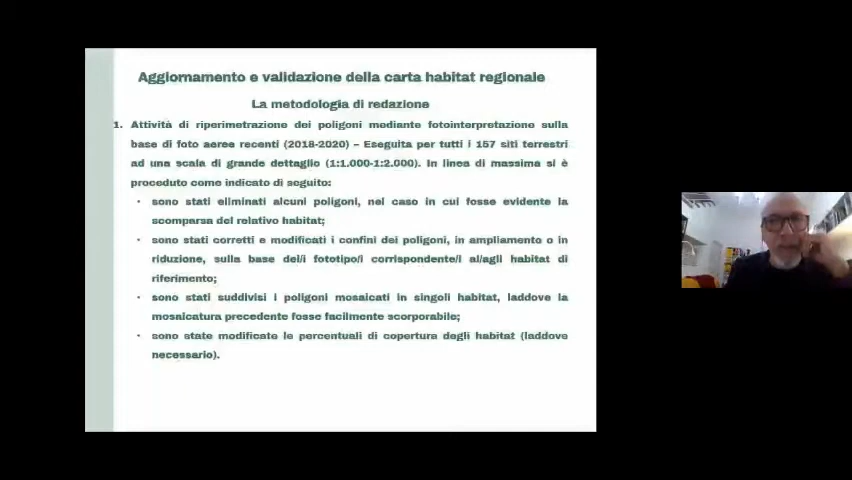 Aggiornamento e validazione della carta habitat regionale
La metodologia di redazione
1. Attività di riperimetrazione dei poligoni mediante fotointerpretazione sulla
base di foto aeree recenti (2018-2020) – Eseguita per tutti i 157 siti terrestri
ad una scala di grande dettaglio (1:1.000-1:2.000). In linea di massima si è
proceduto come indicato di seguito:
• sono stati eliminati alcuni poligoni, nel caso in cui fosse evidente la
scomparsa del relativo habitat;
• sono stati corretti e modificati i confini dei poligoni, in ampliamento o in
riduzione, sulla base del/i fototipo/i corrispondente/i al/agli habitat di
riferimento;
• sono stati suddivisi i poligoni mosaicati in singoli habitat, laddove la
mosaicatura precedente fosse facilmente scorporabile;
• sono state modificate le percentuali di copertura degli habitat (laddove
necessario).